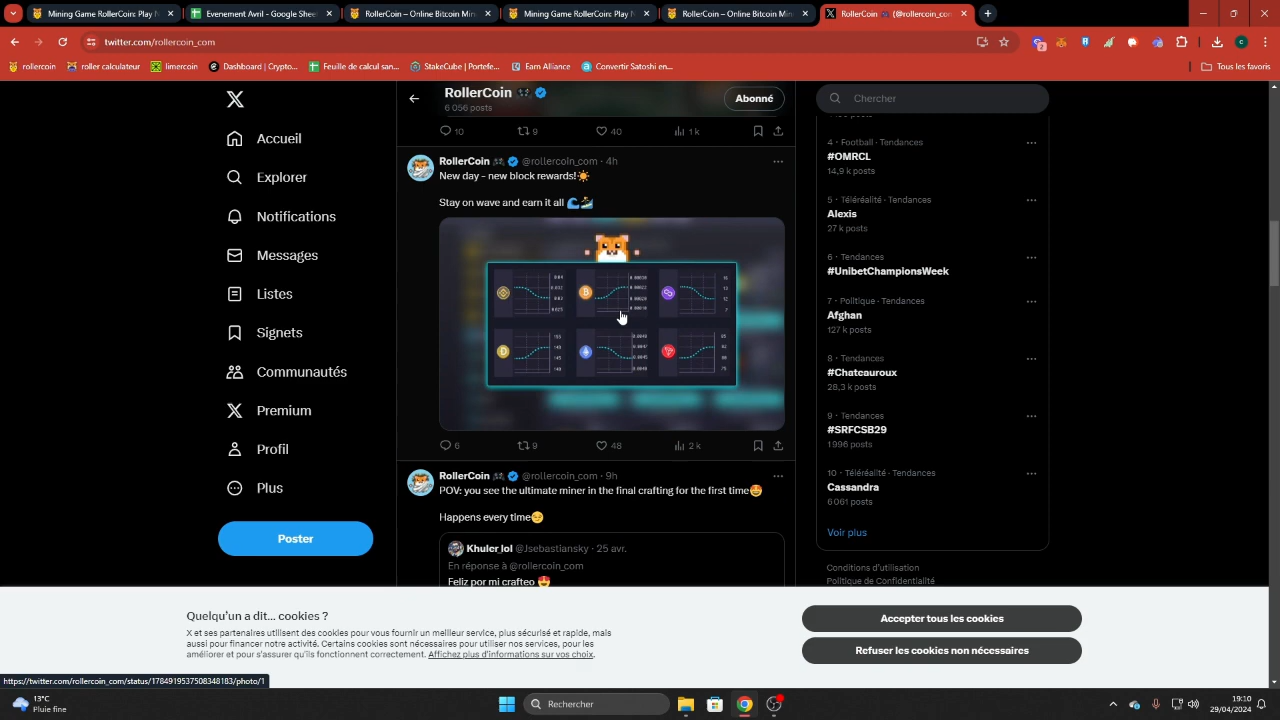 Mining Game RollerCoin: Play N
Evenement Avril - Google Shee
RollerCoin – Online Bitcoin Min
Mining Game RollerCoin: Play N
RollerCoin – Online Bitcoin Min
RollerCoin (@rollercoin_con
twitter.com/rollercoin_com
rollercoin
roller calculateur
limercoin
Dashboard | Crypto...
Feuille de calcul san...
StakeCube | Portefe...
Earn Alliance
Convertir Satoshi en...
Tous les favoris
RollerCoin
6 056 posts
Abonné
Chercher
10
9
40
1 k
Accueil
Explorer
Notifications
Messages
Listes
Signets
Communautés
Premium
Profil
Plus
Poster
RollerCoin @rollercoin_com · 4h
New day - new block rewards!☀️
Stay on wave and earn it all 🌊🏄
6
9
48
2 k
RollerCoin @rollercoin_com · 9h
POV: you see the ultimate miner in the final crafting for the first time🤩
Happens every time
Khuler_lol @Jsebastiansky · 25 avr.
En réponse à @rollercoin_com
Feliz por mi crafteo 🤩
4 · Football · Tendances
#OMRCL
14,9 k posts
5 · Téléréalité · Tendances
Alexis
27 k posts
6 · Tendances
#UnibetChampionsWeek
7 · Politique · Tendances
Afghan
127 k posts
8 · Tendances
#Chateauroux
28,3 k posts
9 · Tendances
#SRFCSB29
1 996 posts
10 · Téléréalité · Tendances
Cassandra
6 061 posts
Voir plus
Conditions d'utilisation
Politique de Confidentialité
Quelqu'un a dit... cookies ?
X et ses partenaires utilisent des cookies pour vous fournir un meilleur service, plus sécurisé et rapide, mais
aussi pour financer notre activité. Certains cookies sont nécessaires pour utiliser nos services, pour les
améliorer et pour s'assurer qu'ils fonctionnent correctement. Affichez plus d'informations sur vos choix.
Accepter tous les cookies
Refuser les cookies non nécessaires
https://twitter.com/rollercoin_com/status/1784919537508348183/photo/1
13°C
Pluie fine
Rechercher
19:10
29/04/2024